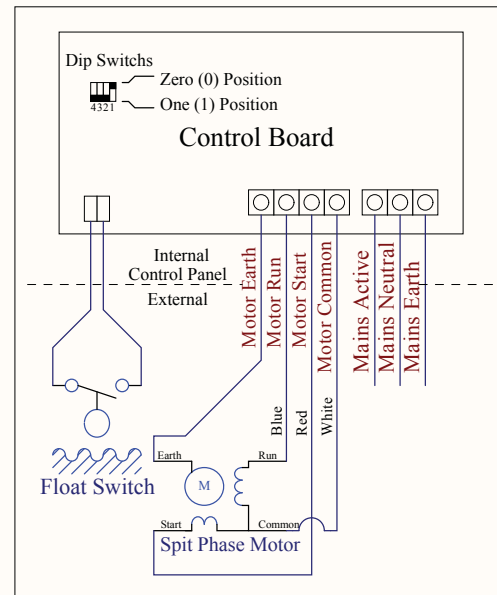 Dip Switchs
Zero (0) Position
One (1) Position
4321
Control Board
Internal
Control Panel
External
Motor Earth
Motor Run
Motor Start
Motor Common
Mains Active
Mains Neutral
Mains Earth
Blue
Red
White
Earth
Run
M
Float Switch
Start
Common
Spit Phase Motor